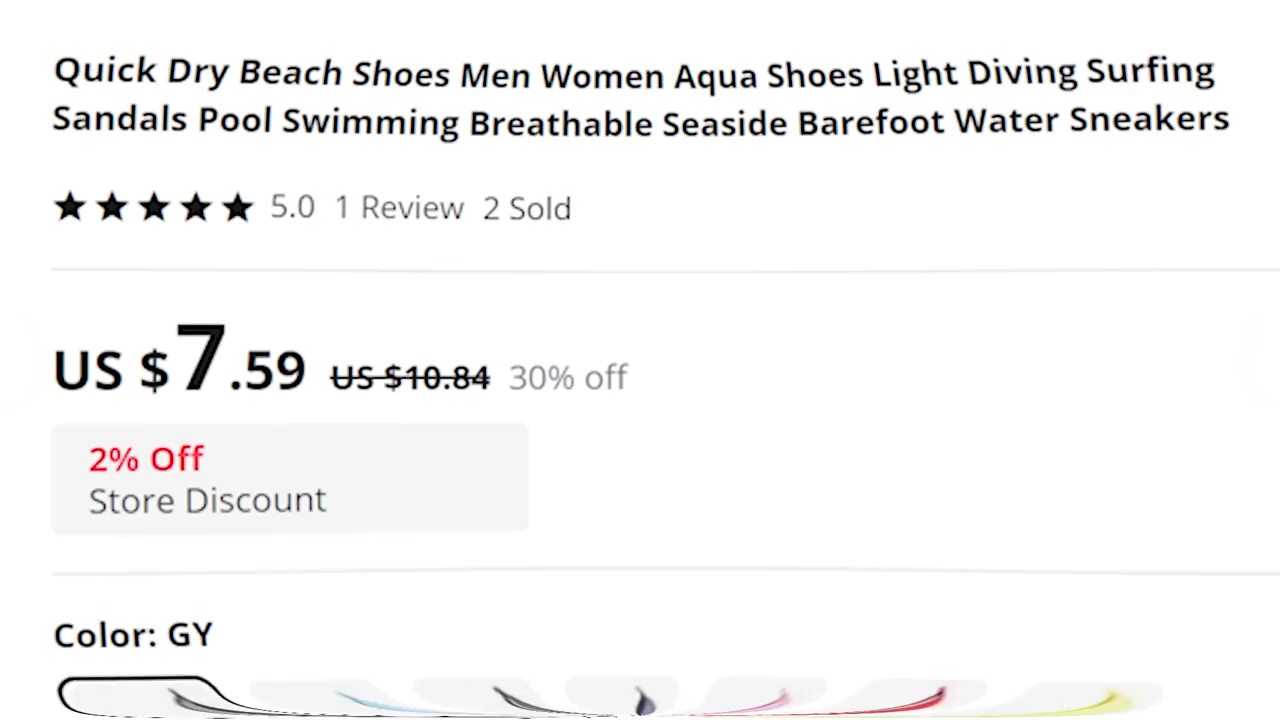 Quick Dry Beach Shoes Men Women Aqua Shoes Light Diving Surfing
Sandals Pool Swimming Breathable Seaside Barefoot Water Sneakers
5.0 1 Review 2 Sold
US $7.59 US $10.84 30% off
2% Off
Store Discount
Color: GY